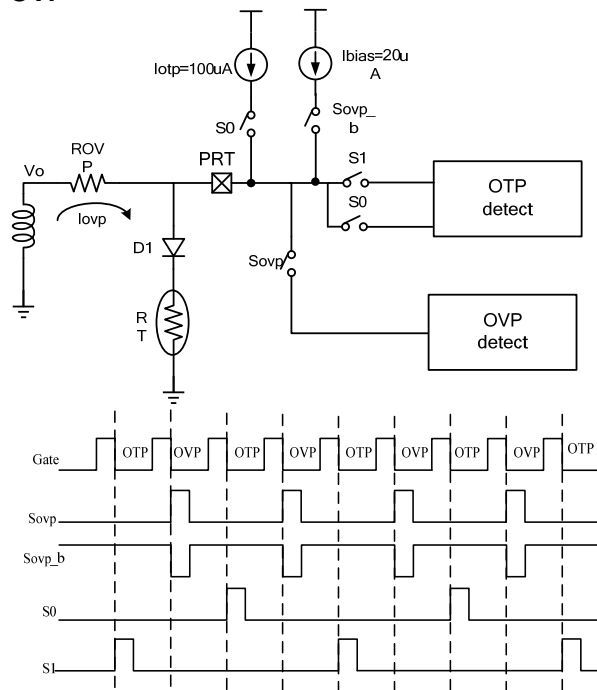 Iotp=100uA
Ibias=20u
A
S0
Sovp_
b
ROV
P
PRT
Vo
Iovp
S1
S0
OTP
detect
D1
Sovp
R
T
OVP
detect
Gate
OTP OVP OTP OVP OTP OVP OTP OVP OTP
Sovp
Sovp_b
S0
S1